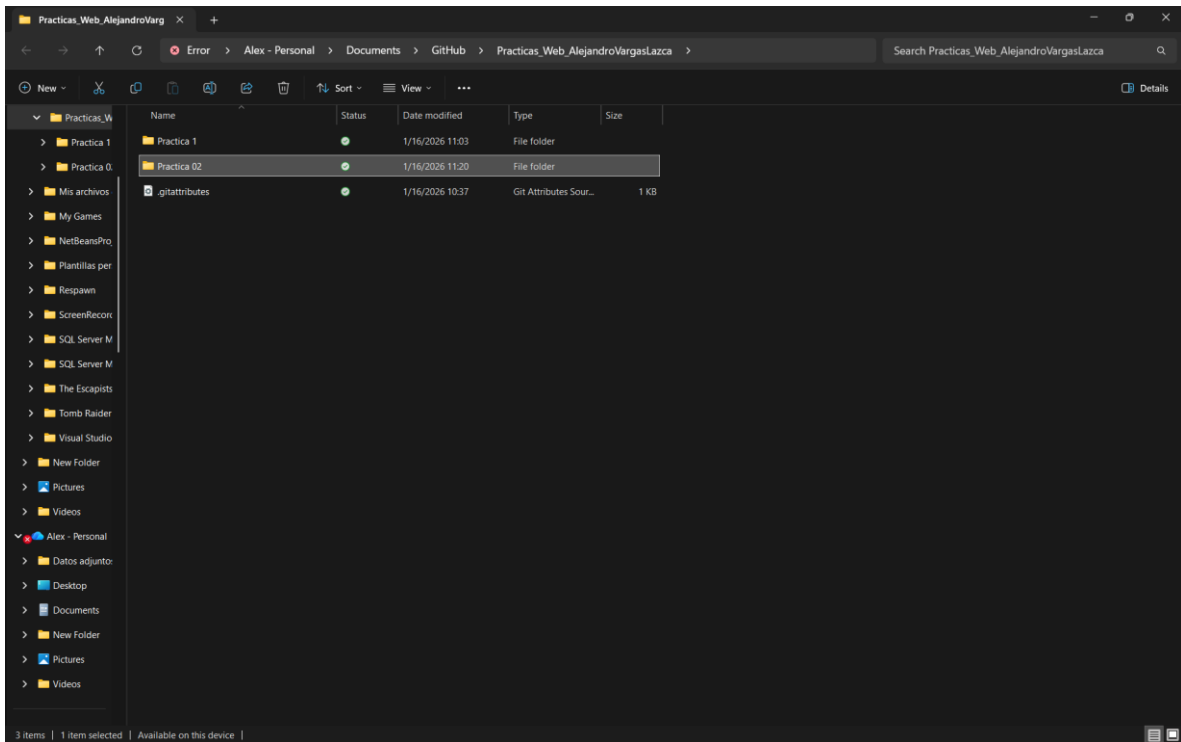 Practicas_Web_AlejandroVarg
Error > Alex - Personal > Documents > GitHub > Practicas_Web_AlejandroVargasLazca >
Search Practicas_Web_AlejandroVargasLazca
New
Sort
View
Details
Practicas_W
Practica 1
Practica 0
Mis archivos
My Games
NetBeansPro
Plantillas per
Respawn
ScreenRecor
SQL Server M
SQL Server M
The Escapists
Tomb Raider
Visual Studio
New Folder
Pictures
Videos
Alex - Personal
Datos adjunto
Desktop
Documents
New Folder
Pictures
Videos
Name Status Date modified Type Size
Practica 1 1/16/2026 11:03 File folder
Practica 02 1/16/2026 11:20 File folder
.gitattributes 1/16/2026 10:37 Git Attributes Sour... 1 KB
3 items | 1 item selected | Available on this device |